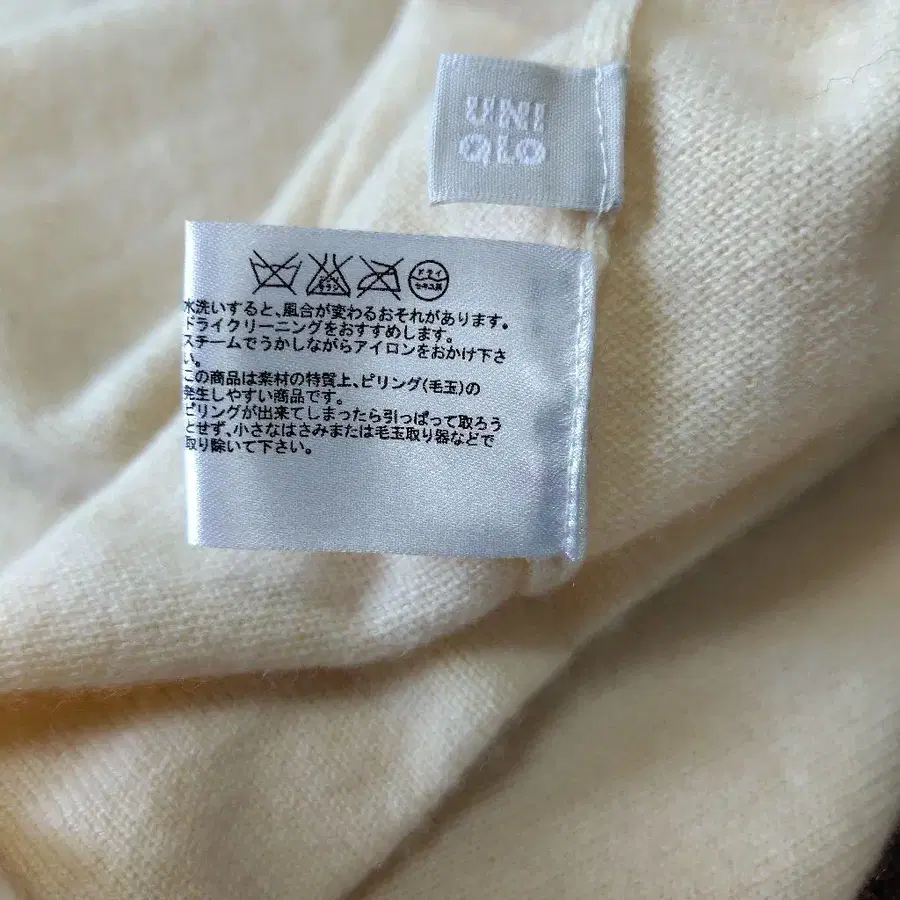 UNI
QLO
ドライ
セキユ系
水洗いすると、風合が変わるおそれがあります。
ドライクリーニングをおすすめします。
スチームでうかしながらアイロンをおかけ下さ
い。
この商品は素材の特質上、ピリング(毛玉)の
発生しやすい商品です。
ピリングが出来てしまったら引っぱって取ろう
とせず、小さなはさみまたは毛玉取り器などで
取り除いて下さい。